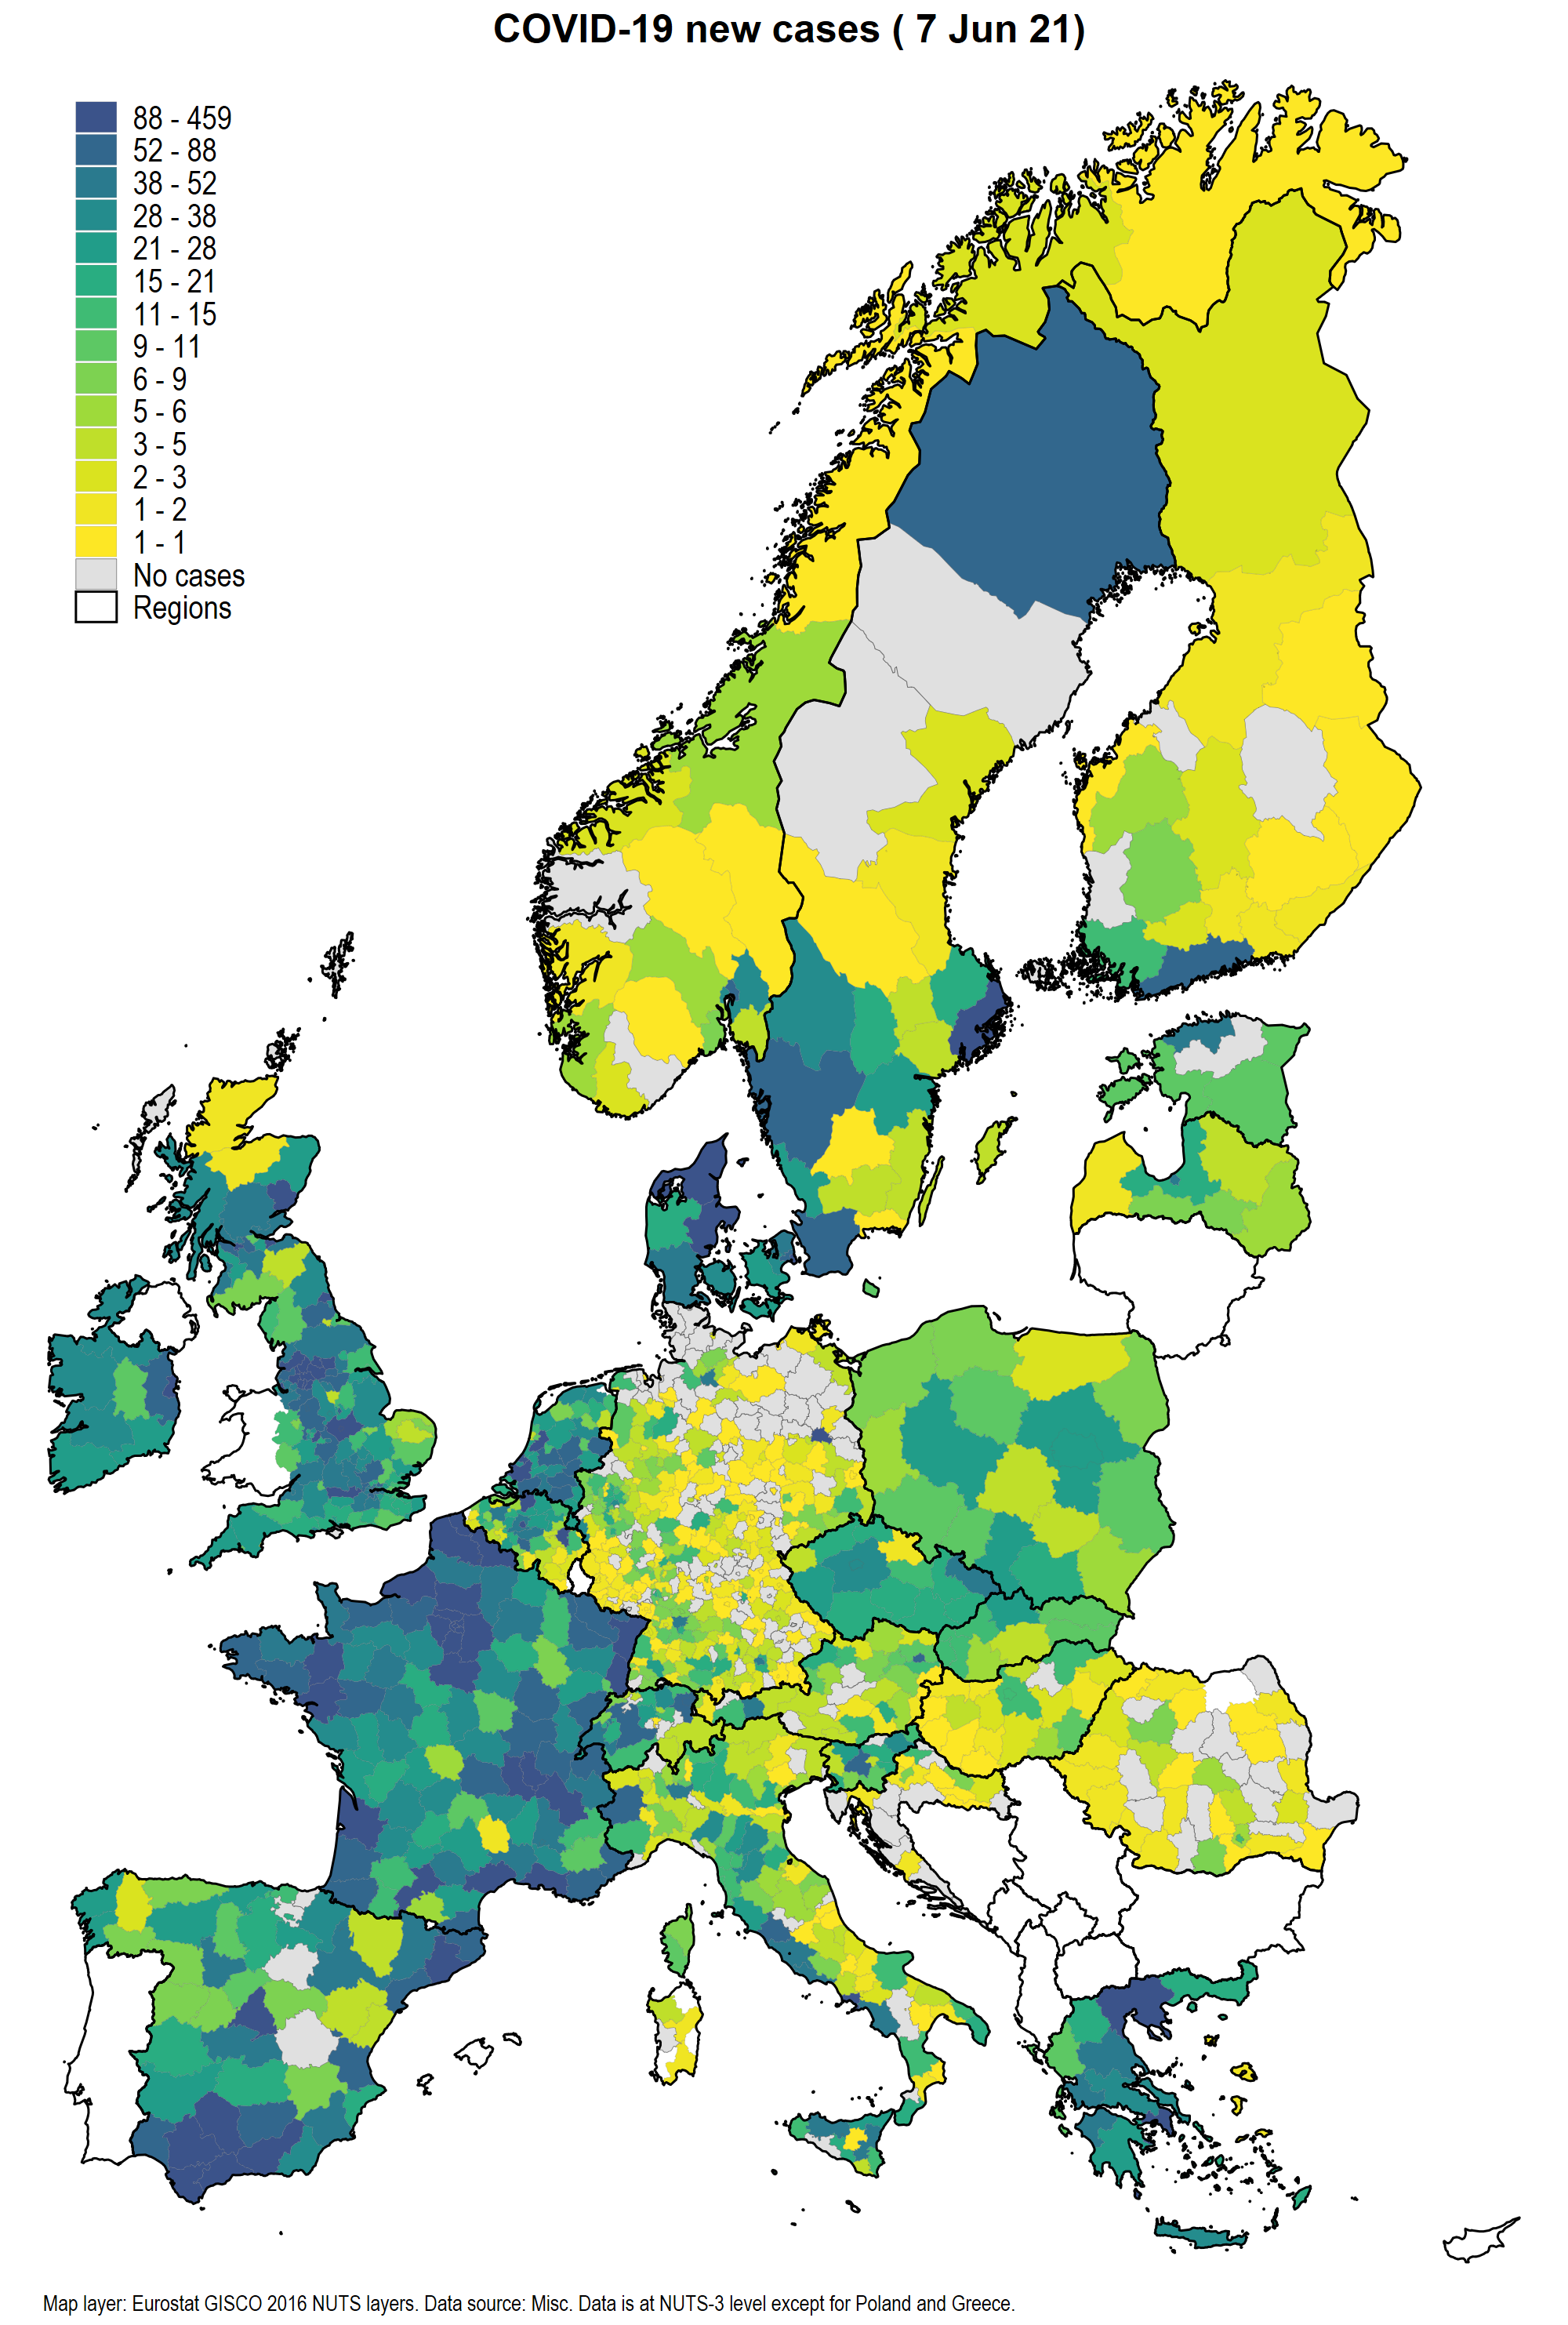 COVID-19 new cases ( 7 Jun 21)
88 - 459
52 - 88
38 - 52
28 - 38
21 - 28
15 - 21
11 - 15
9 - 11
6 - 9
5 - 6
3 - 5
2 - 3
1 - 2
1 - 1
No cases
Regions
Map layer: Eurostat GISCO 2016 NUTS layers. Data source: Misc. Data is at NUTS-3 level except for Poland and Greece.